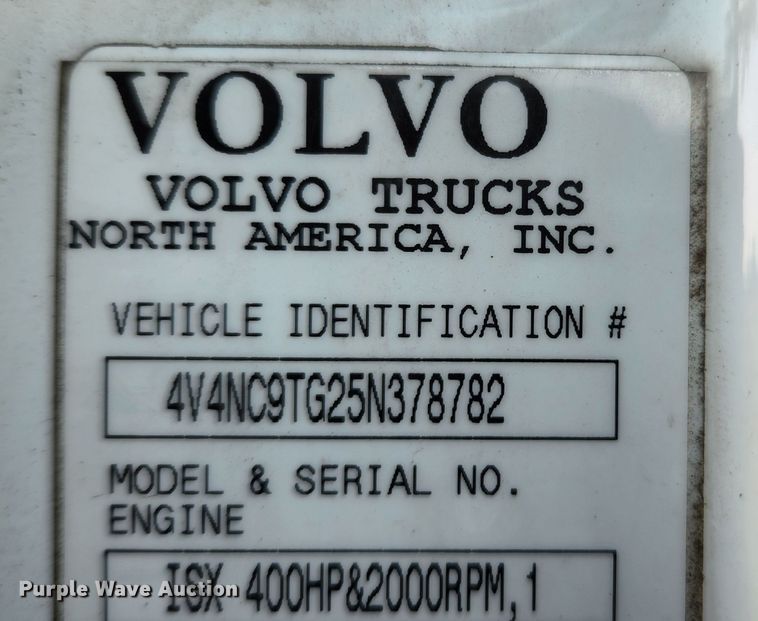 VOLVO
VOLVO TRUCKS
NORTH AMERICA, INC.
VEHICLE IDENTIFICATION #
4V4NC9TG25N378782
MODEL & SERIAL NO.
ENGINE
ISX 400HP&2000RPM,1
Purple Wave Auction